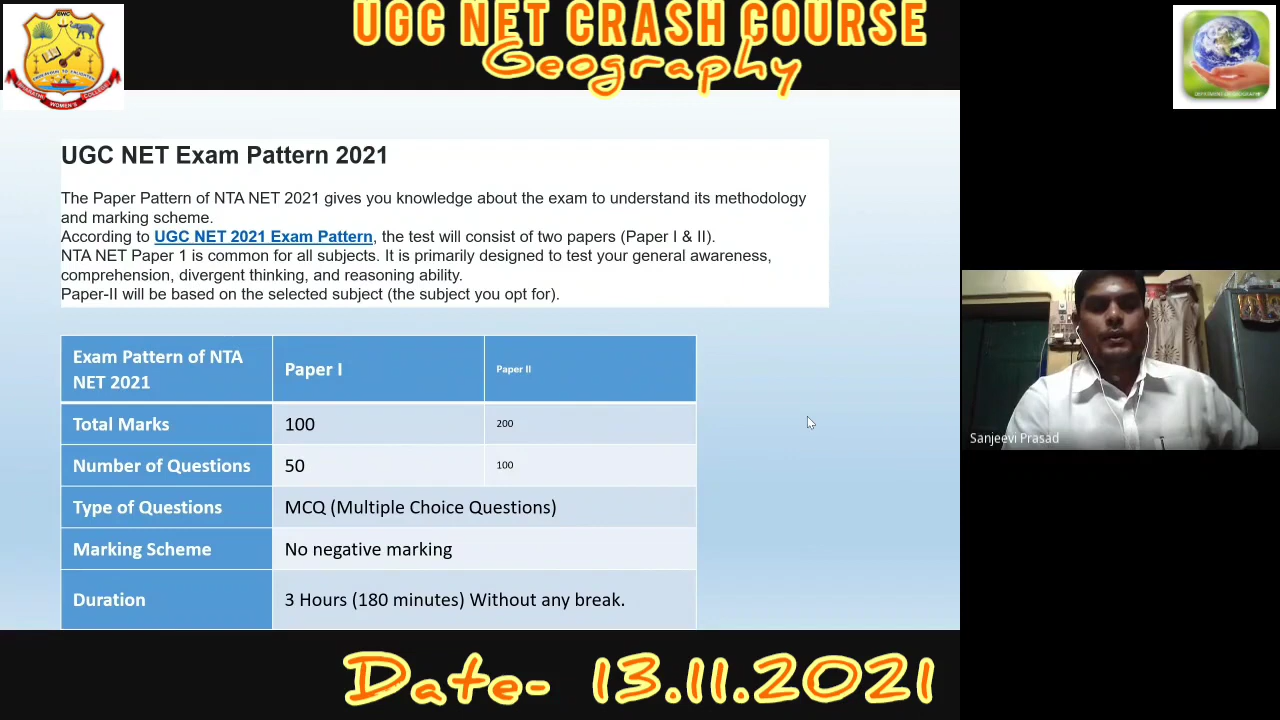 UGC NET CRASH COURSE
Geography
UGC NET Exam Pattern 2021
The Paper Pattern of NTA NET 2021 gives you knowledge about the exam to understand its methodology
and marking scheme.
According to UGC NET 2021 Exam Pattern, the test will consist of two papers (Paper I & II).
NTA NET Paper 1 is common for all subjects. It is primarily designed to test your general awareness,
comprehension, divergent thinking, and reasoning ability.
Paper-II will be based on the selected subject (the subject you opt for).
Exam Pattern of NTA
NET 2021
Paper I
Paper II
Total Marks
100
200
Number of Questions
50
100
Type of Questions
MCQ (Multiple Choice Questions)
Marking Scheme
No negative marking
Duration
3 Hours (180 minutes) Without any break.
Sanjeevi Prasad
Date- 13.11.2021